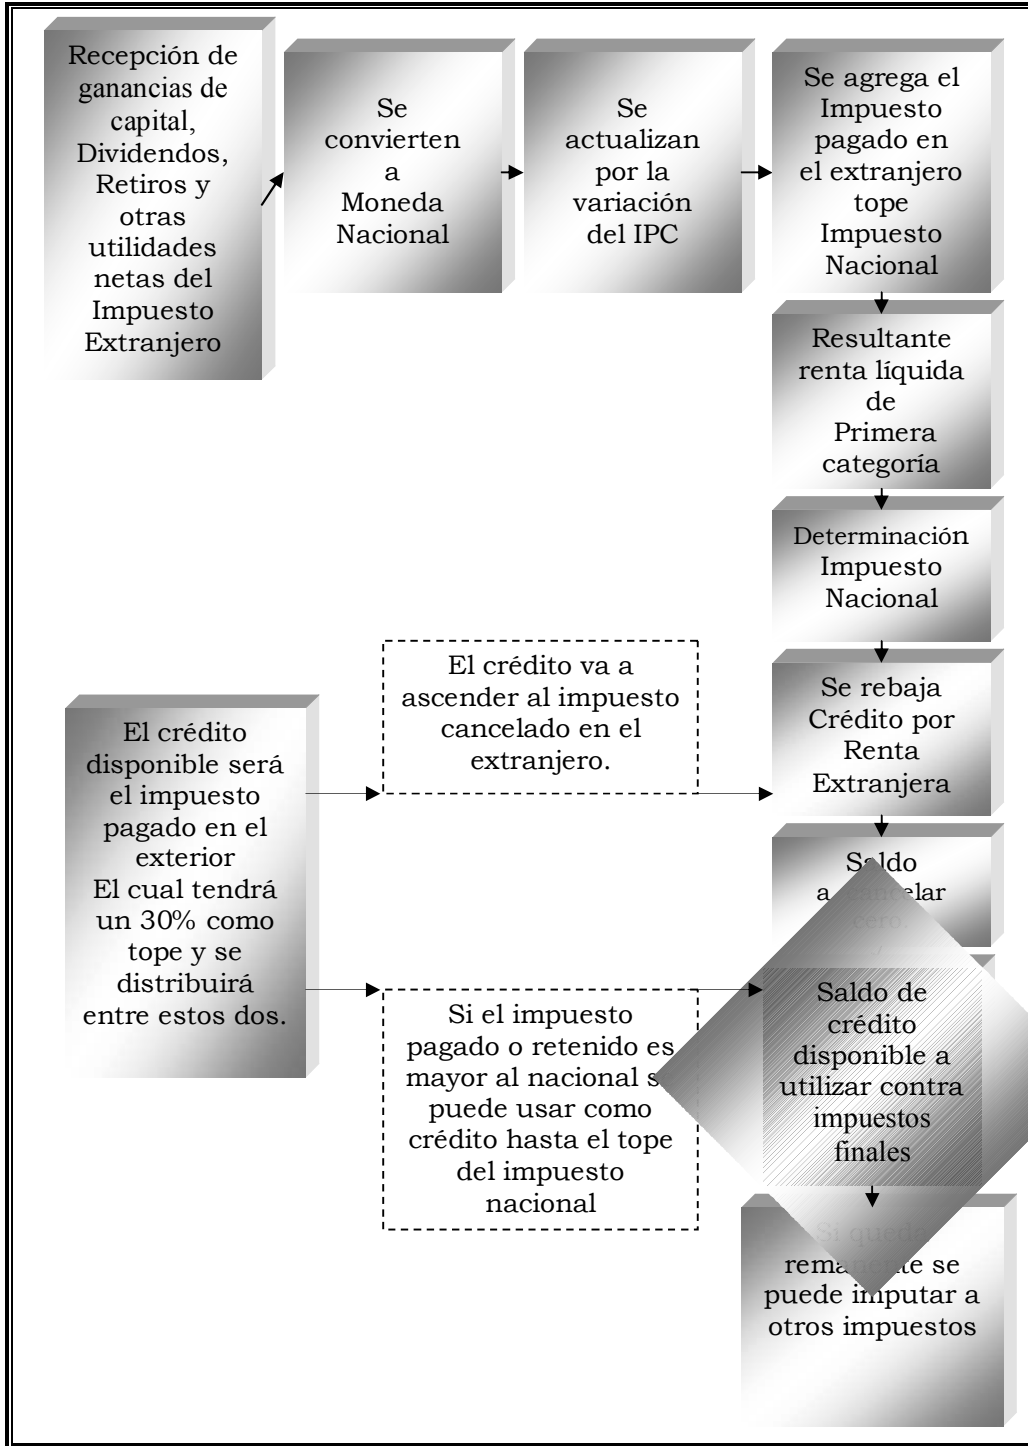 Recepción de
ganancias de
capital,
Dividendos,
Retiros y
otras
utilidades
netas del
Impuesto
Extranjero
Se
convierten
a
Moneda
Nacional
Se
actualizan
por la
variación
del IPC
Se agrega el
Impuesto
pagado en
el extranjero
tope
Impuesto
Nacional
Resultante
renta líquida
de
Primera
categoría
Determinación
Impuesto
Nacional
Se rebaja
Crédito por
Renta
Extranjera
El crédito va a
ascender al impuesto
cancelado en el
extranjero.
El crédito
disponible será
el impuesto
pagado en el
exterior
El cual tendrá
un 30% como
tope y se
distribuirá
entre estos dos.
Saldo
a cancelar
cero.
Si el impuesto
pagado o retenido es
mayor al nacional se
puede usar como
crédito hasta el tope
del impuesto
nacional
Saldo de
crédito
disponible a
utilizar contra
impuestos
finales
Si queda
remanente se
puede imputar a
otros impuestos